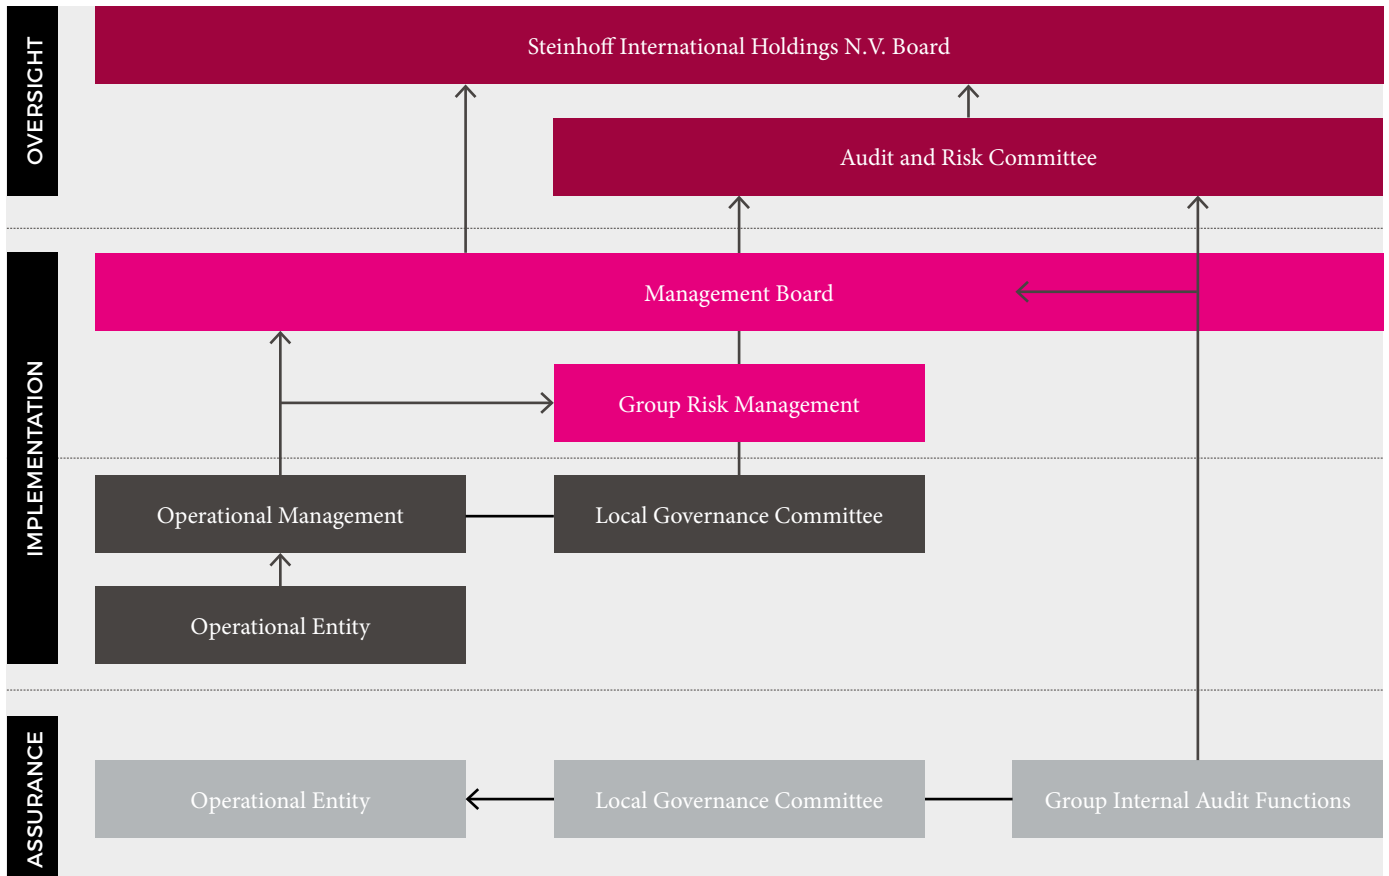 OVERSIGHT
Steinhoff International Holdings N.V. Board
Audit and Risk Committee
IMPLEMENTATION
Management Board
Group Risk Management
Operational Management
Local Governance Committee
Operational Entity
ASSURANCE
Operational Entity
Local Governance Committee
Group Internal Audit Functions